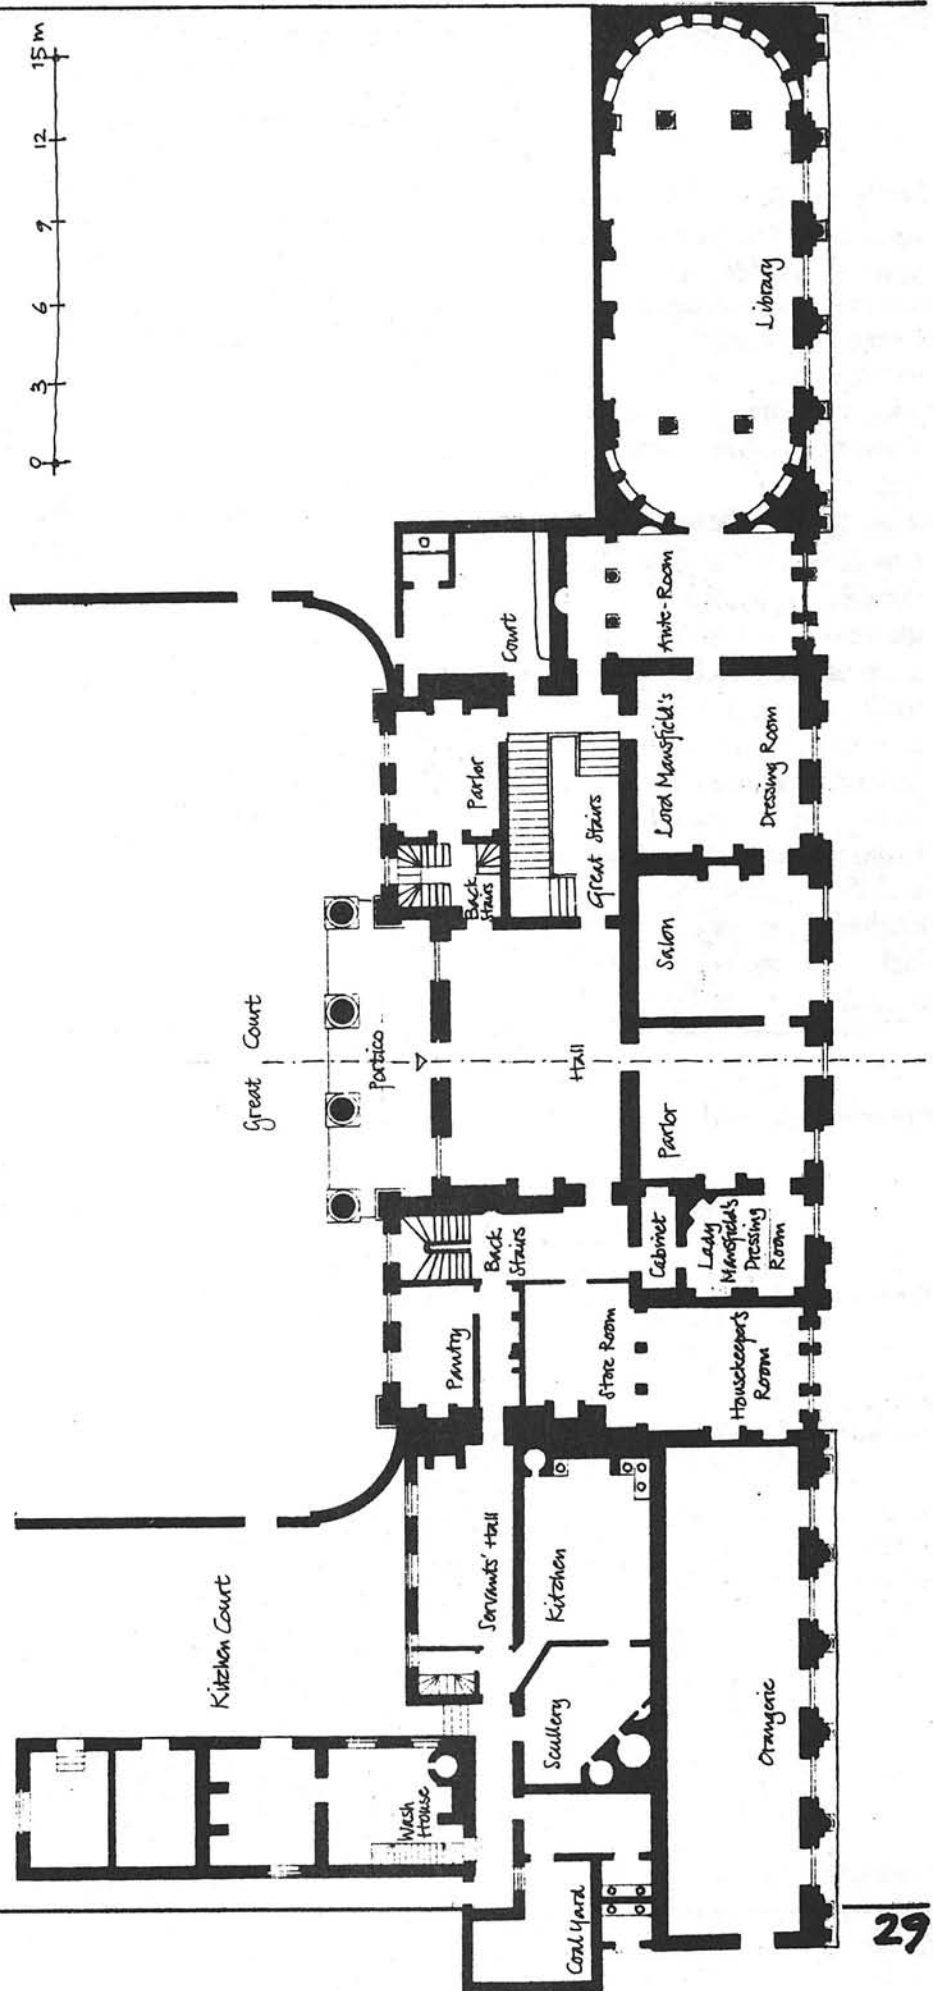 0 3 6 9 12 15 m
Great Court
Portico
Hall
Kitchen Court
Wash
House
Coal Yard
Scullery
Servants' Hall
Kitchen
Pantry
Back
Stairs
Store Room
Cabinet
Lady
Mansfield's
Dressing
Room
Housekeeper's
Room
Orangerie
Parlor
Salon
Back
Stairs
Parlor
Great Stairs
Court
Lord Mansfield's
Dressing Room
Ante-Room
Library
29